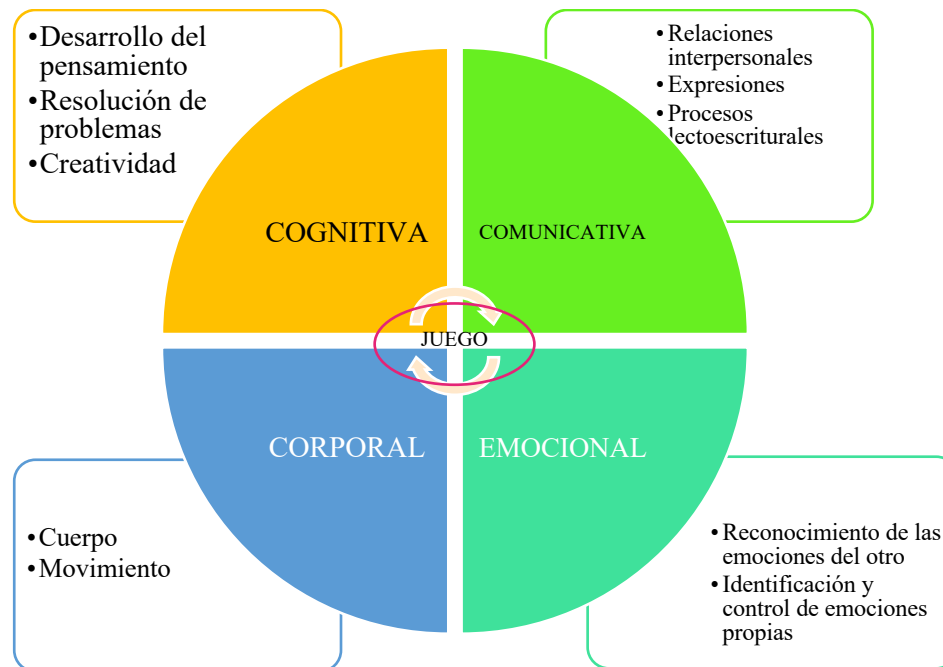 •Desarrollo del
pensamiento
•Resolución de
problemas
•Creatividad
•Relaciones
interpersonales
•Expresiones
•Procesos
lectoescriturales
COGNITIVA
COMUNICATIVA
JUEGO
CORPORAL
EMOCIONAL
•Cuerpo
•Movimiento
•Reconocimiento de las
emociones del otro
•Identificación y
control de emociones
propias